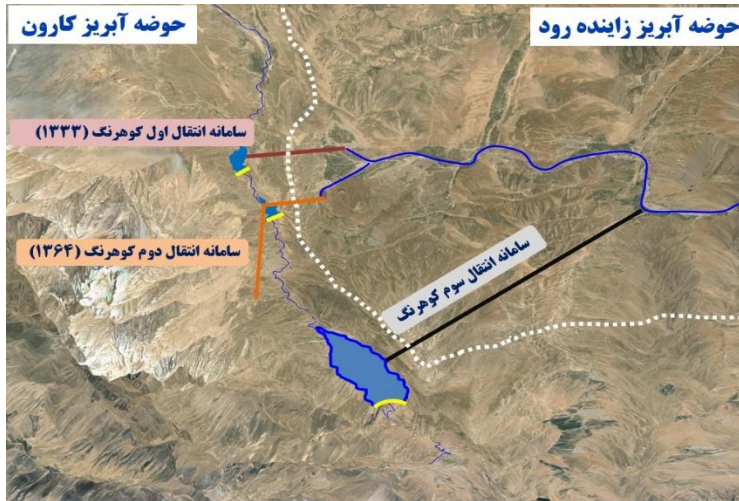 حوضه آبریز زاینده رود
حوضه آبریز کارون
سامانه انتقال اول کوهرنگ (۱۳۳۳)
سامانه انتقال دوم کوهرنگ (۱۳۶۴)
سامانه انتقال سوم کوهرنگ